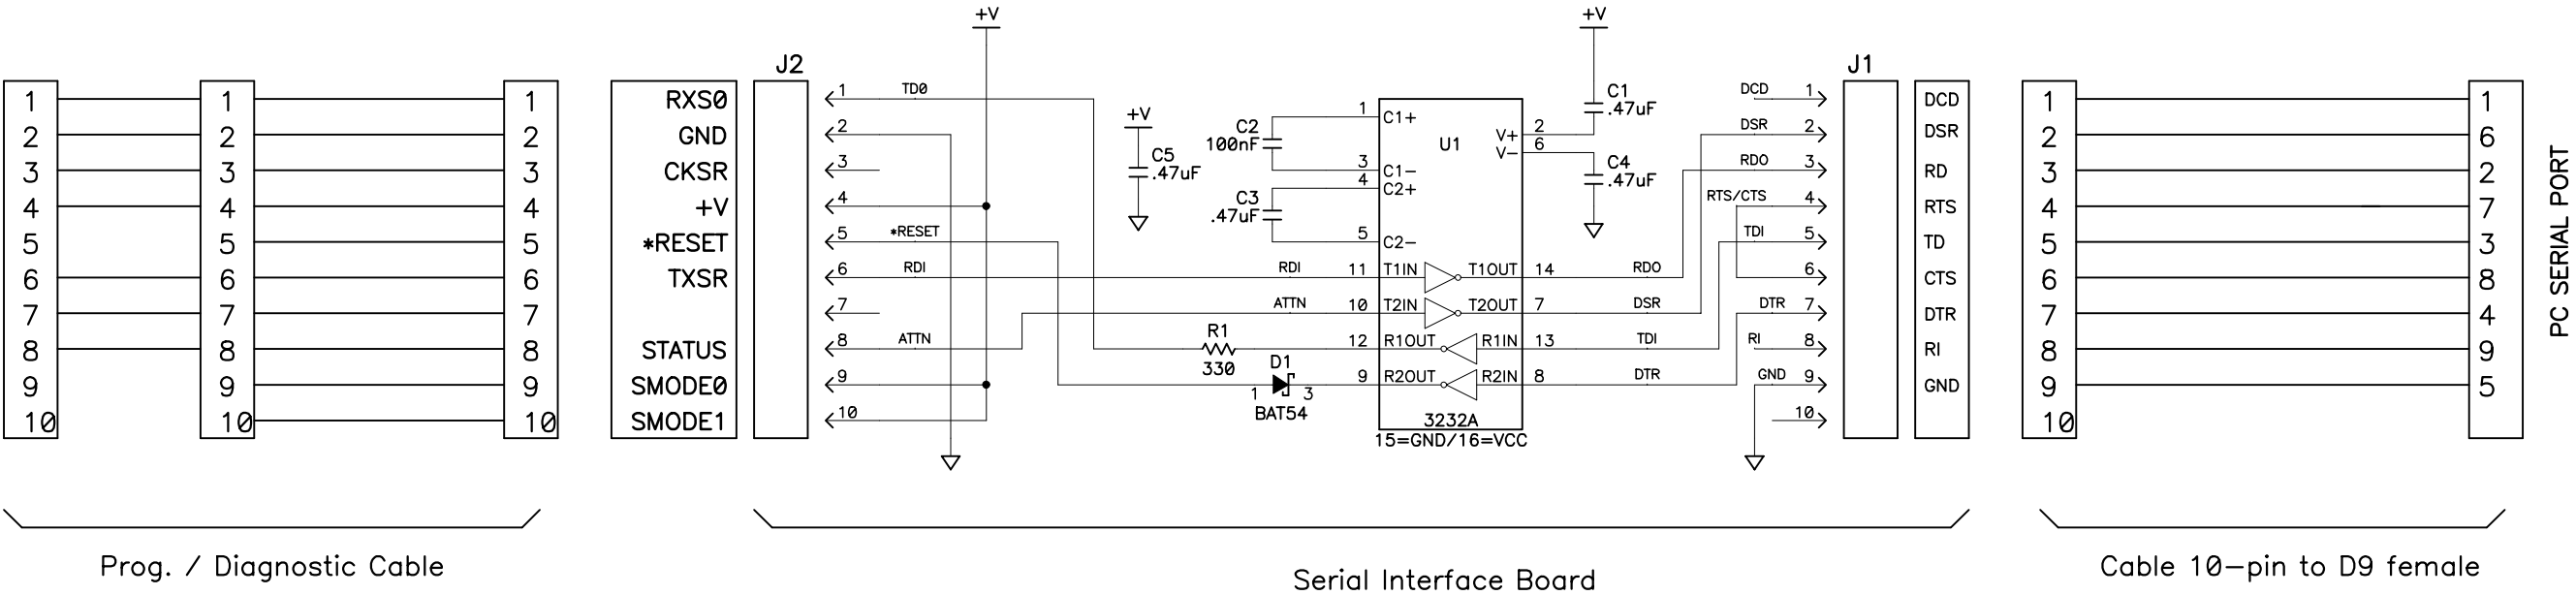 +V
+V
J2
J1
1
2
3
4
5
6
7
8
9
10
1
2
3
4
5
6
7
8
9
10
1
2
3
4
5
6
7
8
9
10
RXS0
GND
CKSR
+V
*RESET
TXSR
STATUS
SMODE0
SMODE1
1
2
3
4
5
6
7
8
9
10
TD0
*RESET
RDI
ATTN
+V
C5
.47uF
C2
100nF
C3
.47uF
RDI
ATTN
R1
330
D1
1
3
BAT54
1
3
4
5
11
10
12
9
C1+
C1-
C2+
C2-
T1IN
T2IN
R1OUT
R2OUT
U1
V+
V-
T1OUT
T2OUT
R1IN
R2IN
3232A
15=GND/16=VCC
2
6
14
7
13
8
C1
.47uF
C4
.47uF
RDO
DSR
TDI
DTR
DCD
DSR
RDO
RTS/CTS
TDI
DTR
RI
GND
1
2
3
4
5
6
7
8
9
10
DCD
DSR
RD
RTS
TD
CTS
DTR
RI
GND
1
2
3
4
5
6
7
8
9
10
1
6
2
7
3
8
4
9
5
PC SERIAL PORT
Prog. / Diagnostic Cable
Serial Interface Board
Cable 10-pin to D9 female